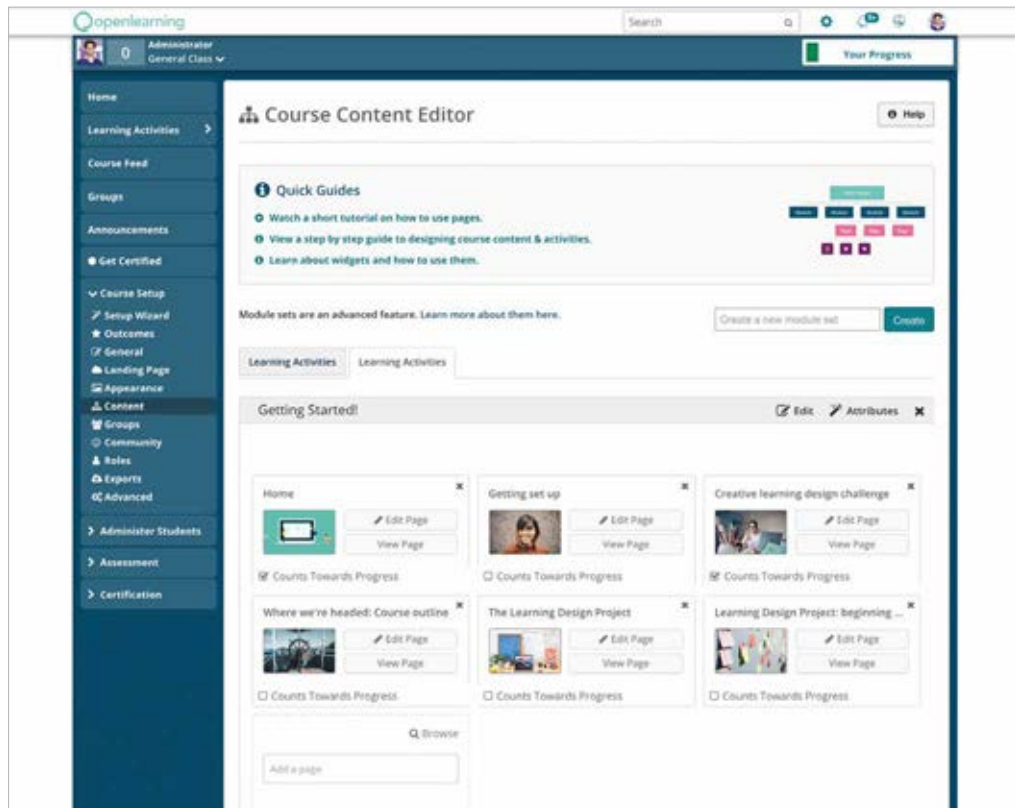 openlearning
Search
0
Administrator
General Class
Your Progress
Home
Learning Activities
Course Feed
Groups
Announcements
Get Certified
Course Setup
Setup Wizard
Outcomes
General
Landing Page
Appearance
Content
Groups
Community
Roles
Exports
Advanced
Administer Students
Assessment
Certification
Course Content Editor
Help
Quick Guides
Watch a short tutorial on how to use pages.
View a step by step guide to designing course content & activities.
Learn about widgets and how to use them.
Module sets are an advanced feature. Learn more about them here.
Create a new module set
Create
Learning Activities
Learning Activities
Getting Started!
Edit
Attributes
Home
Edit Page
View Page
Counts Towards Progress
Getting set up
Edit Page
View Page
Counts Towards Progress
Creative learning design challenge
Edit Page
View Page
Counts Towards Progress
Where we're headed: Course outline
Edit Page
View Page
Counts Towards Progress
The Learning Design Project
Edit Page
View Page
Counts Towards Progress
Learning Design Project: beginning ...
Edit Page
View Page
Counts Towards Progress
Browse
Add a page